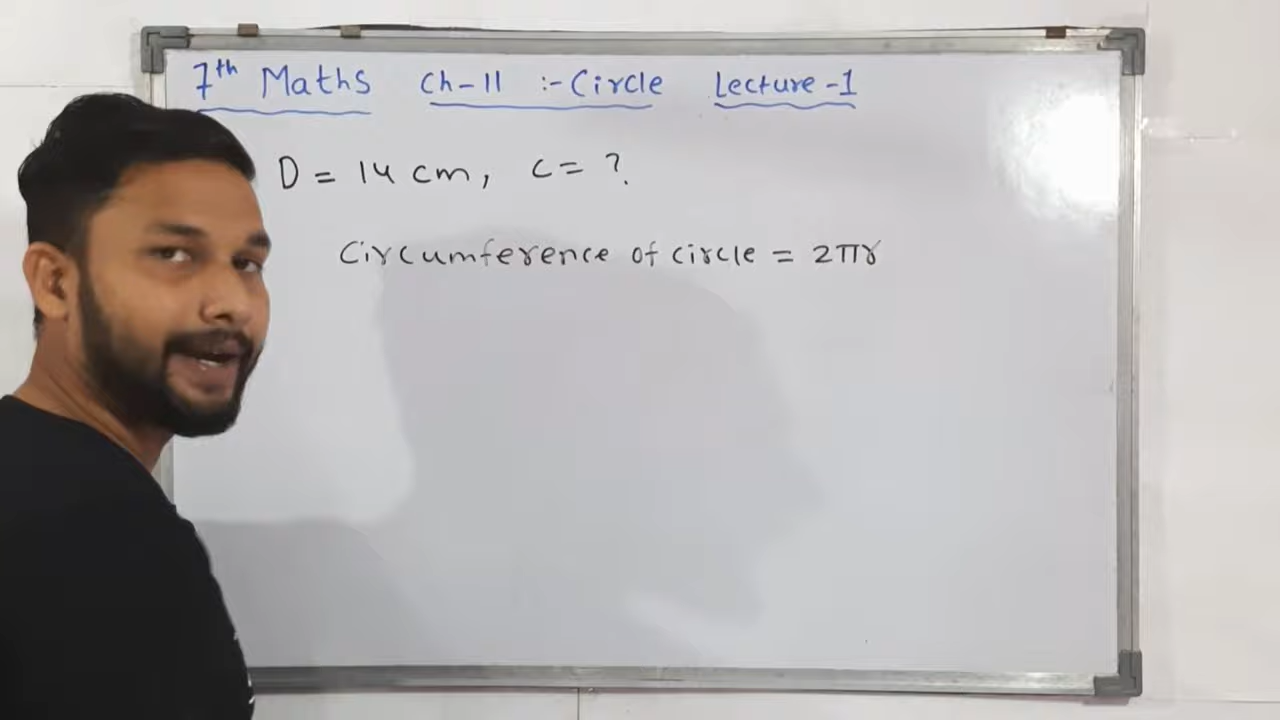 7th Maths Ch-11 :- Circle Lecture-1
D = 14 cm, C = ?
Circumference of circle = 2πr